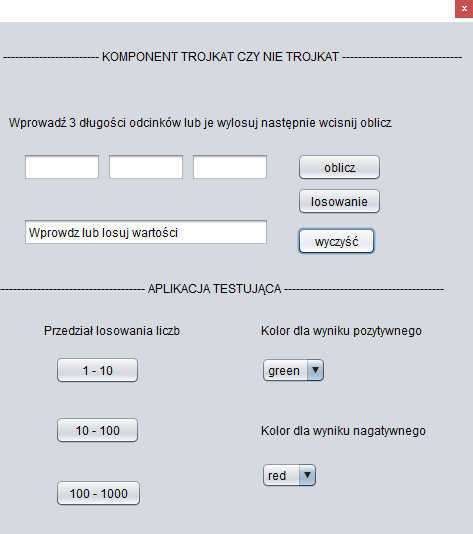 x
------------------------ KOMPONENT TROJKAT CZY NIE TROJKAT ------------------------------
Wprowadź 3 długości odcinków lub je wylosuj następnie wcisnij oblicz
oblicz
losowanie
Wprowdz lub losuj wartości
wyczyść
------------------------------------ APLIKACJA TESTUJĄCA ----------------------------------------
Przedział losowania liczb
Kolor dla wyniku pozytywnego
1 - 10
green
10 - 100
Kolor dla wyniku nagatywnego
red
100 - 1000